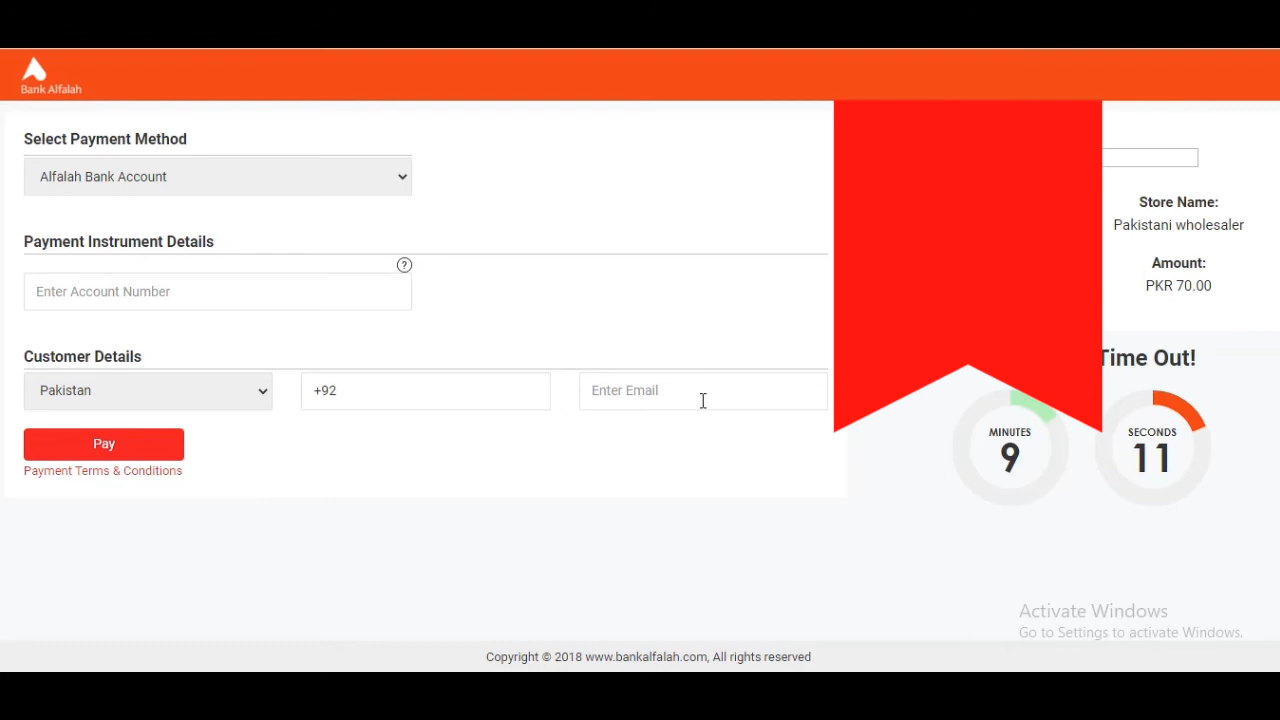 Bank Alfalah
Select Payment Method
Alfalah Bank Account
Payment Instrument Details
?
Enter Account Number
Customer Details
Pakistan
+92
Enter Email
Pay
Payment Terms & Conditions
Store Name:
Pakistani wholesaler
Amount:
PKR 70.00
Time Out!
MINUTES
9
SECONDS
11
Activate Windows
Go to Settings to activate Windows.
Copyright © 2018 www.bankalfalah.com, All rights reserved